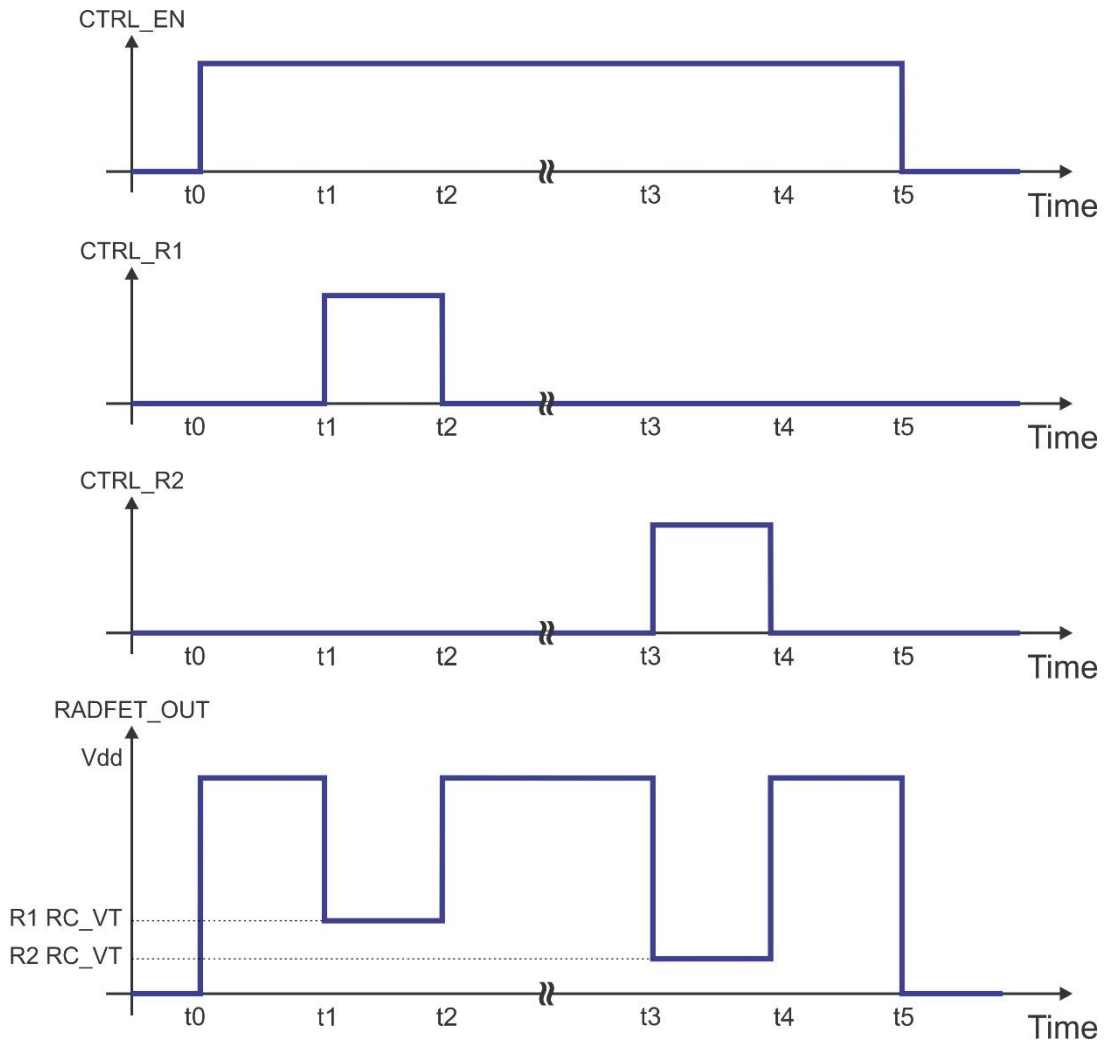 CTRL_EN
t0 t1 t2 t3 t4 t5
Time
CTRL_R1
t0 t1 t2 t3 t4 t5
Time
CTRL_R2
t0 t1 t2 t3 t4 t5
Time
RADFET_OUT
Vdd
R1 RC_VT
R2 RC_VT
t0 t1 t2 t3 t4 t5
Time